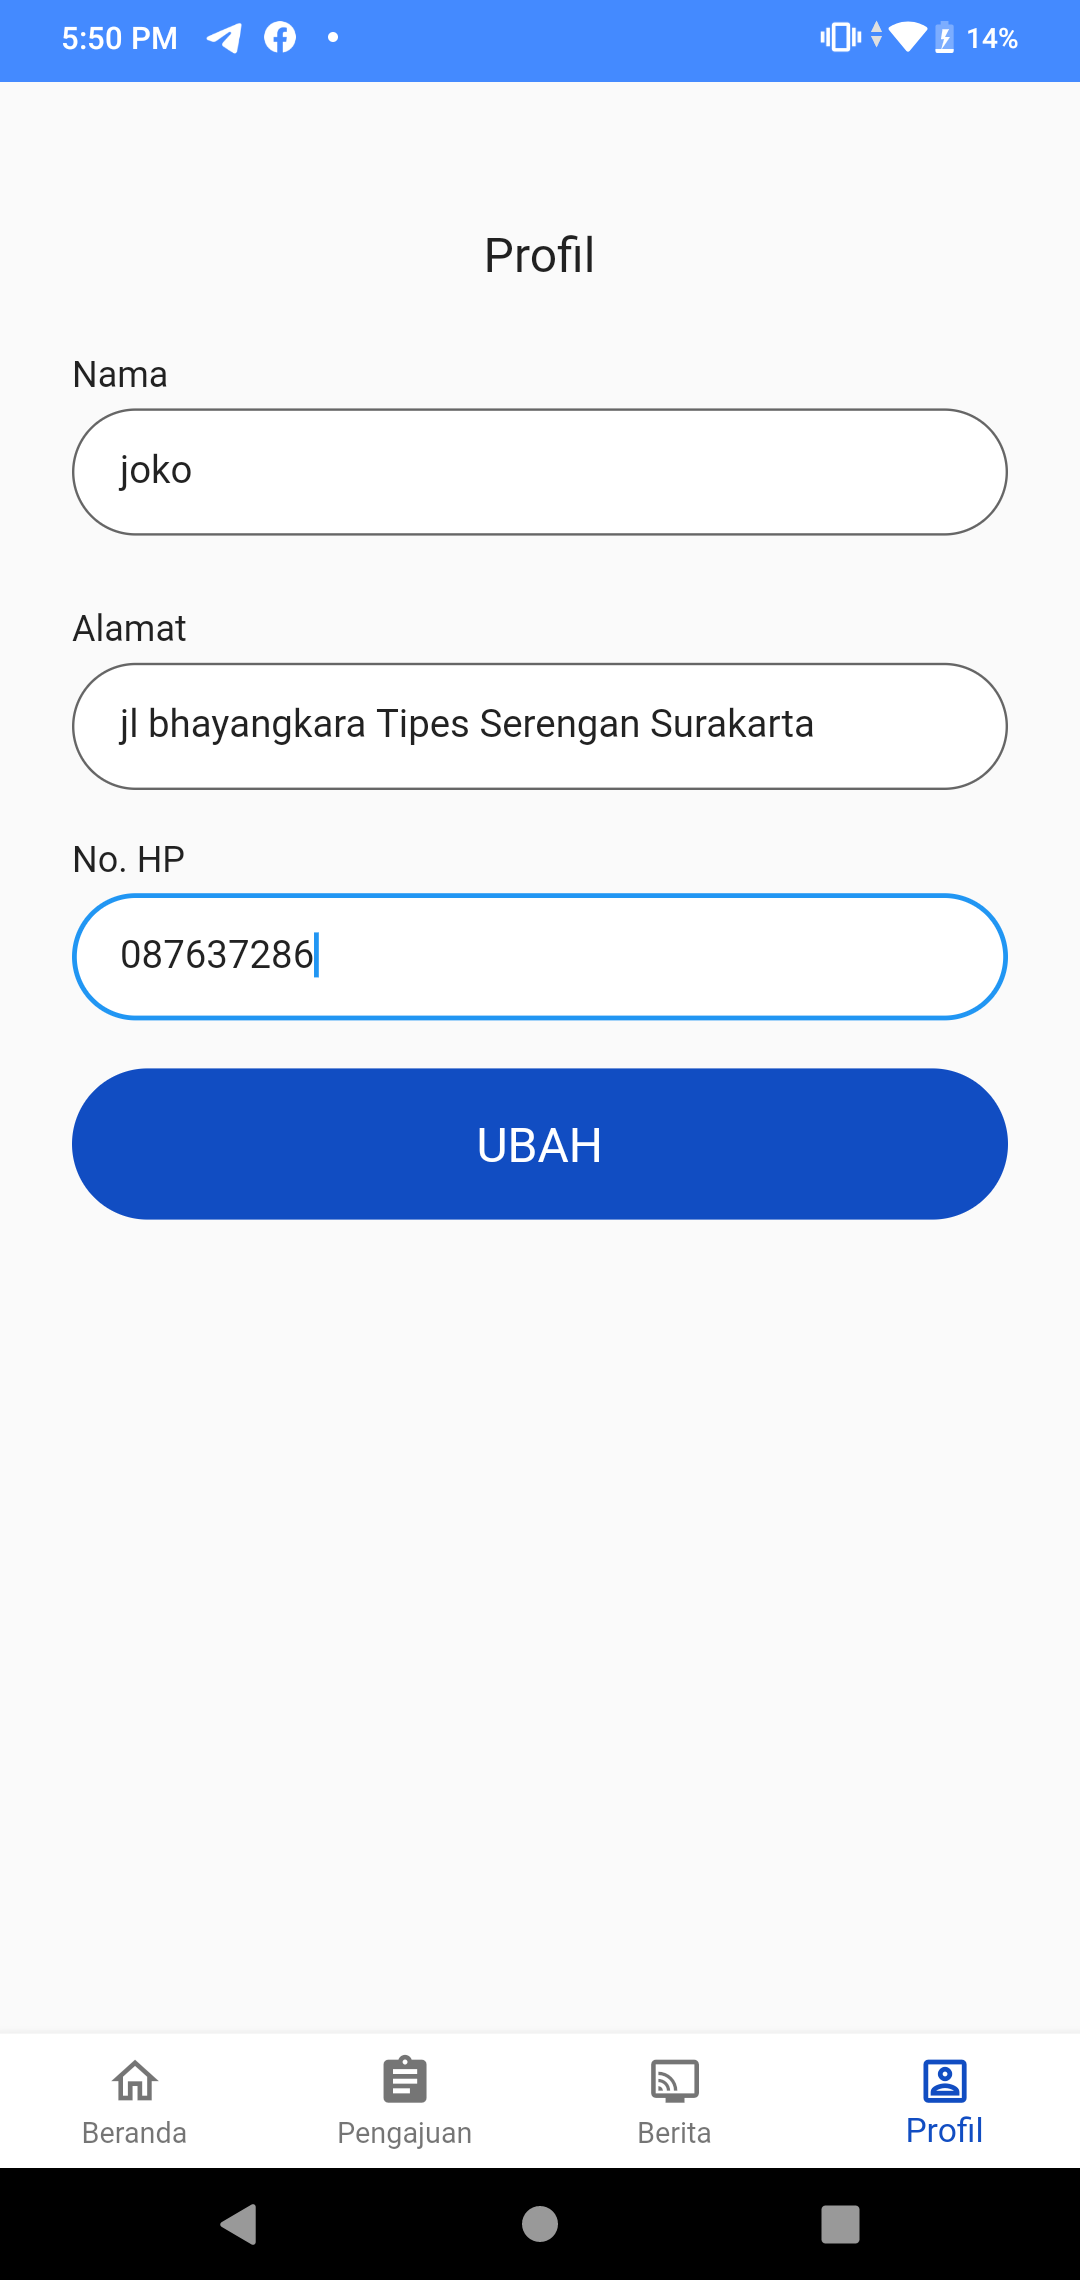 5:50 PM 14%
Profil
Nama
joko
Alamat
jl bhayangkara Tipes Serengan Surakarta
No. HP
087637286
UBAH
Beranda Pengajuan Berita Profil